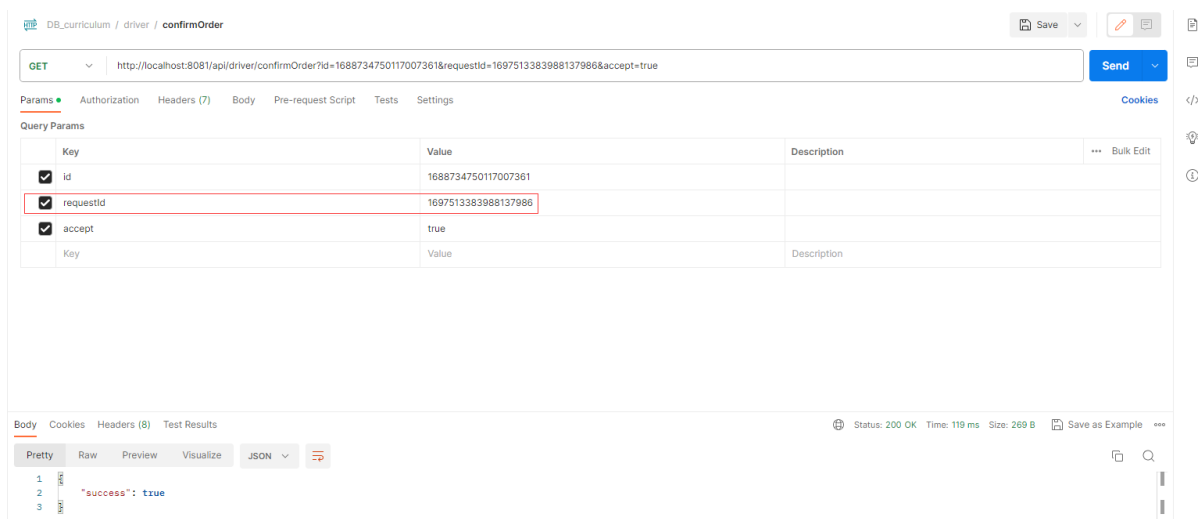 HTTP DB_curriculum / driver / confirmOrder Save
GET http://localhost:8081/api/driver/confirmOrder?id=1688734750117007361&requestId=1697513383988137986&accept=true Send
Params Authorization Headers (7) Body Pre-request Script Tests Settings Cookies
Query Params
Key Value Description Bulk Edit
id 1688734750117007361
requestId 1697513383988137986
accept true
Key Value Description
Body Cookies Headers (8) Test Results Status: 200 OK Time: 119 ms Size: 269 B Save as Example
Pretty Raw Preview Visualize JSON
1 {
2 "success": true
3 }